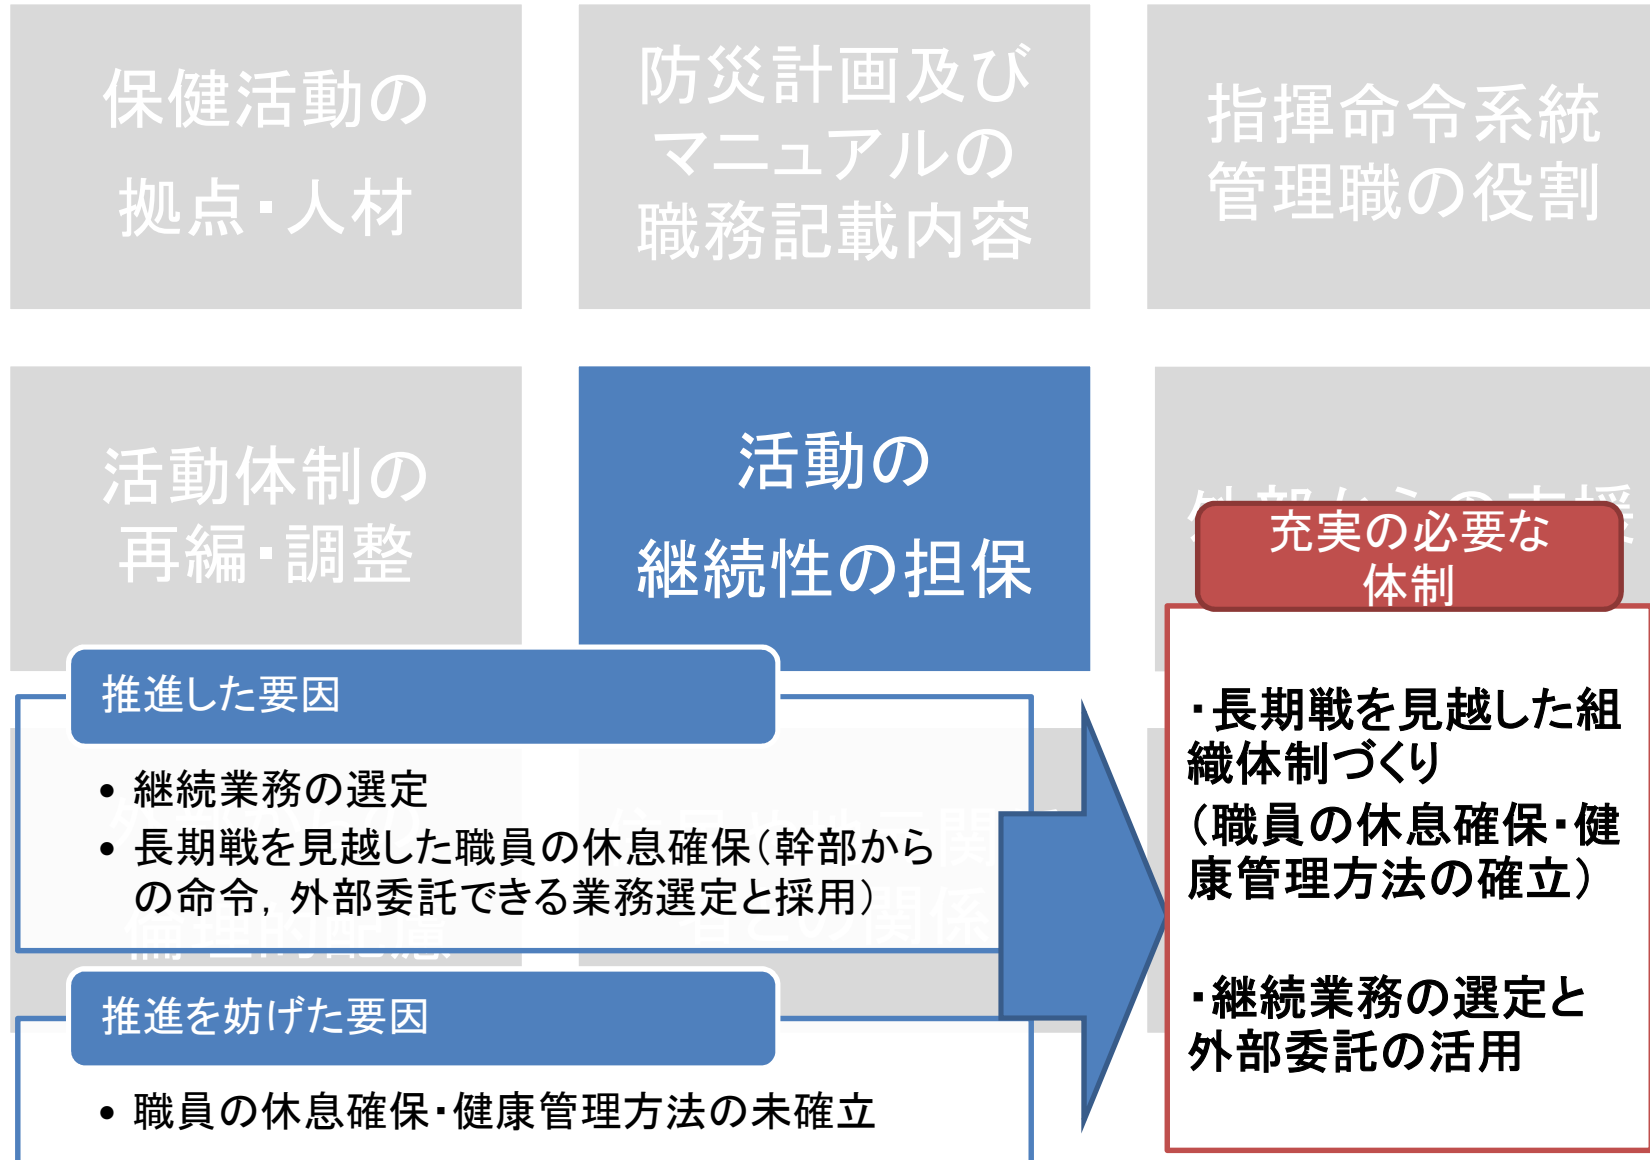 保健活動の
拠点・人材
防災計画及び
マニュアルの
職務記載内容
指揮命令系統
管理職の役割
活動体制の
再編・調整
活動の
継続性の担保
推進した要因
• 継続業務の選定
• 長期戦を見越した職員の休息確保(幹部から
の命令，外部委託できる業務選定と採用)
推進を妨げた要因
• 職員の休息確保・健康管理方法の未確立
充実の必要な
体制
・長期戦を見越した組
織体制づくり
(職員の休息確保・健
康管理方法の確立)
・継続業務の選定と
外部委託の活用